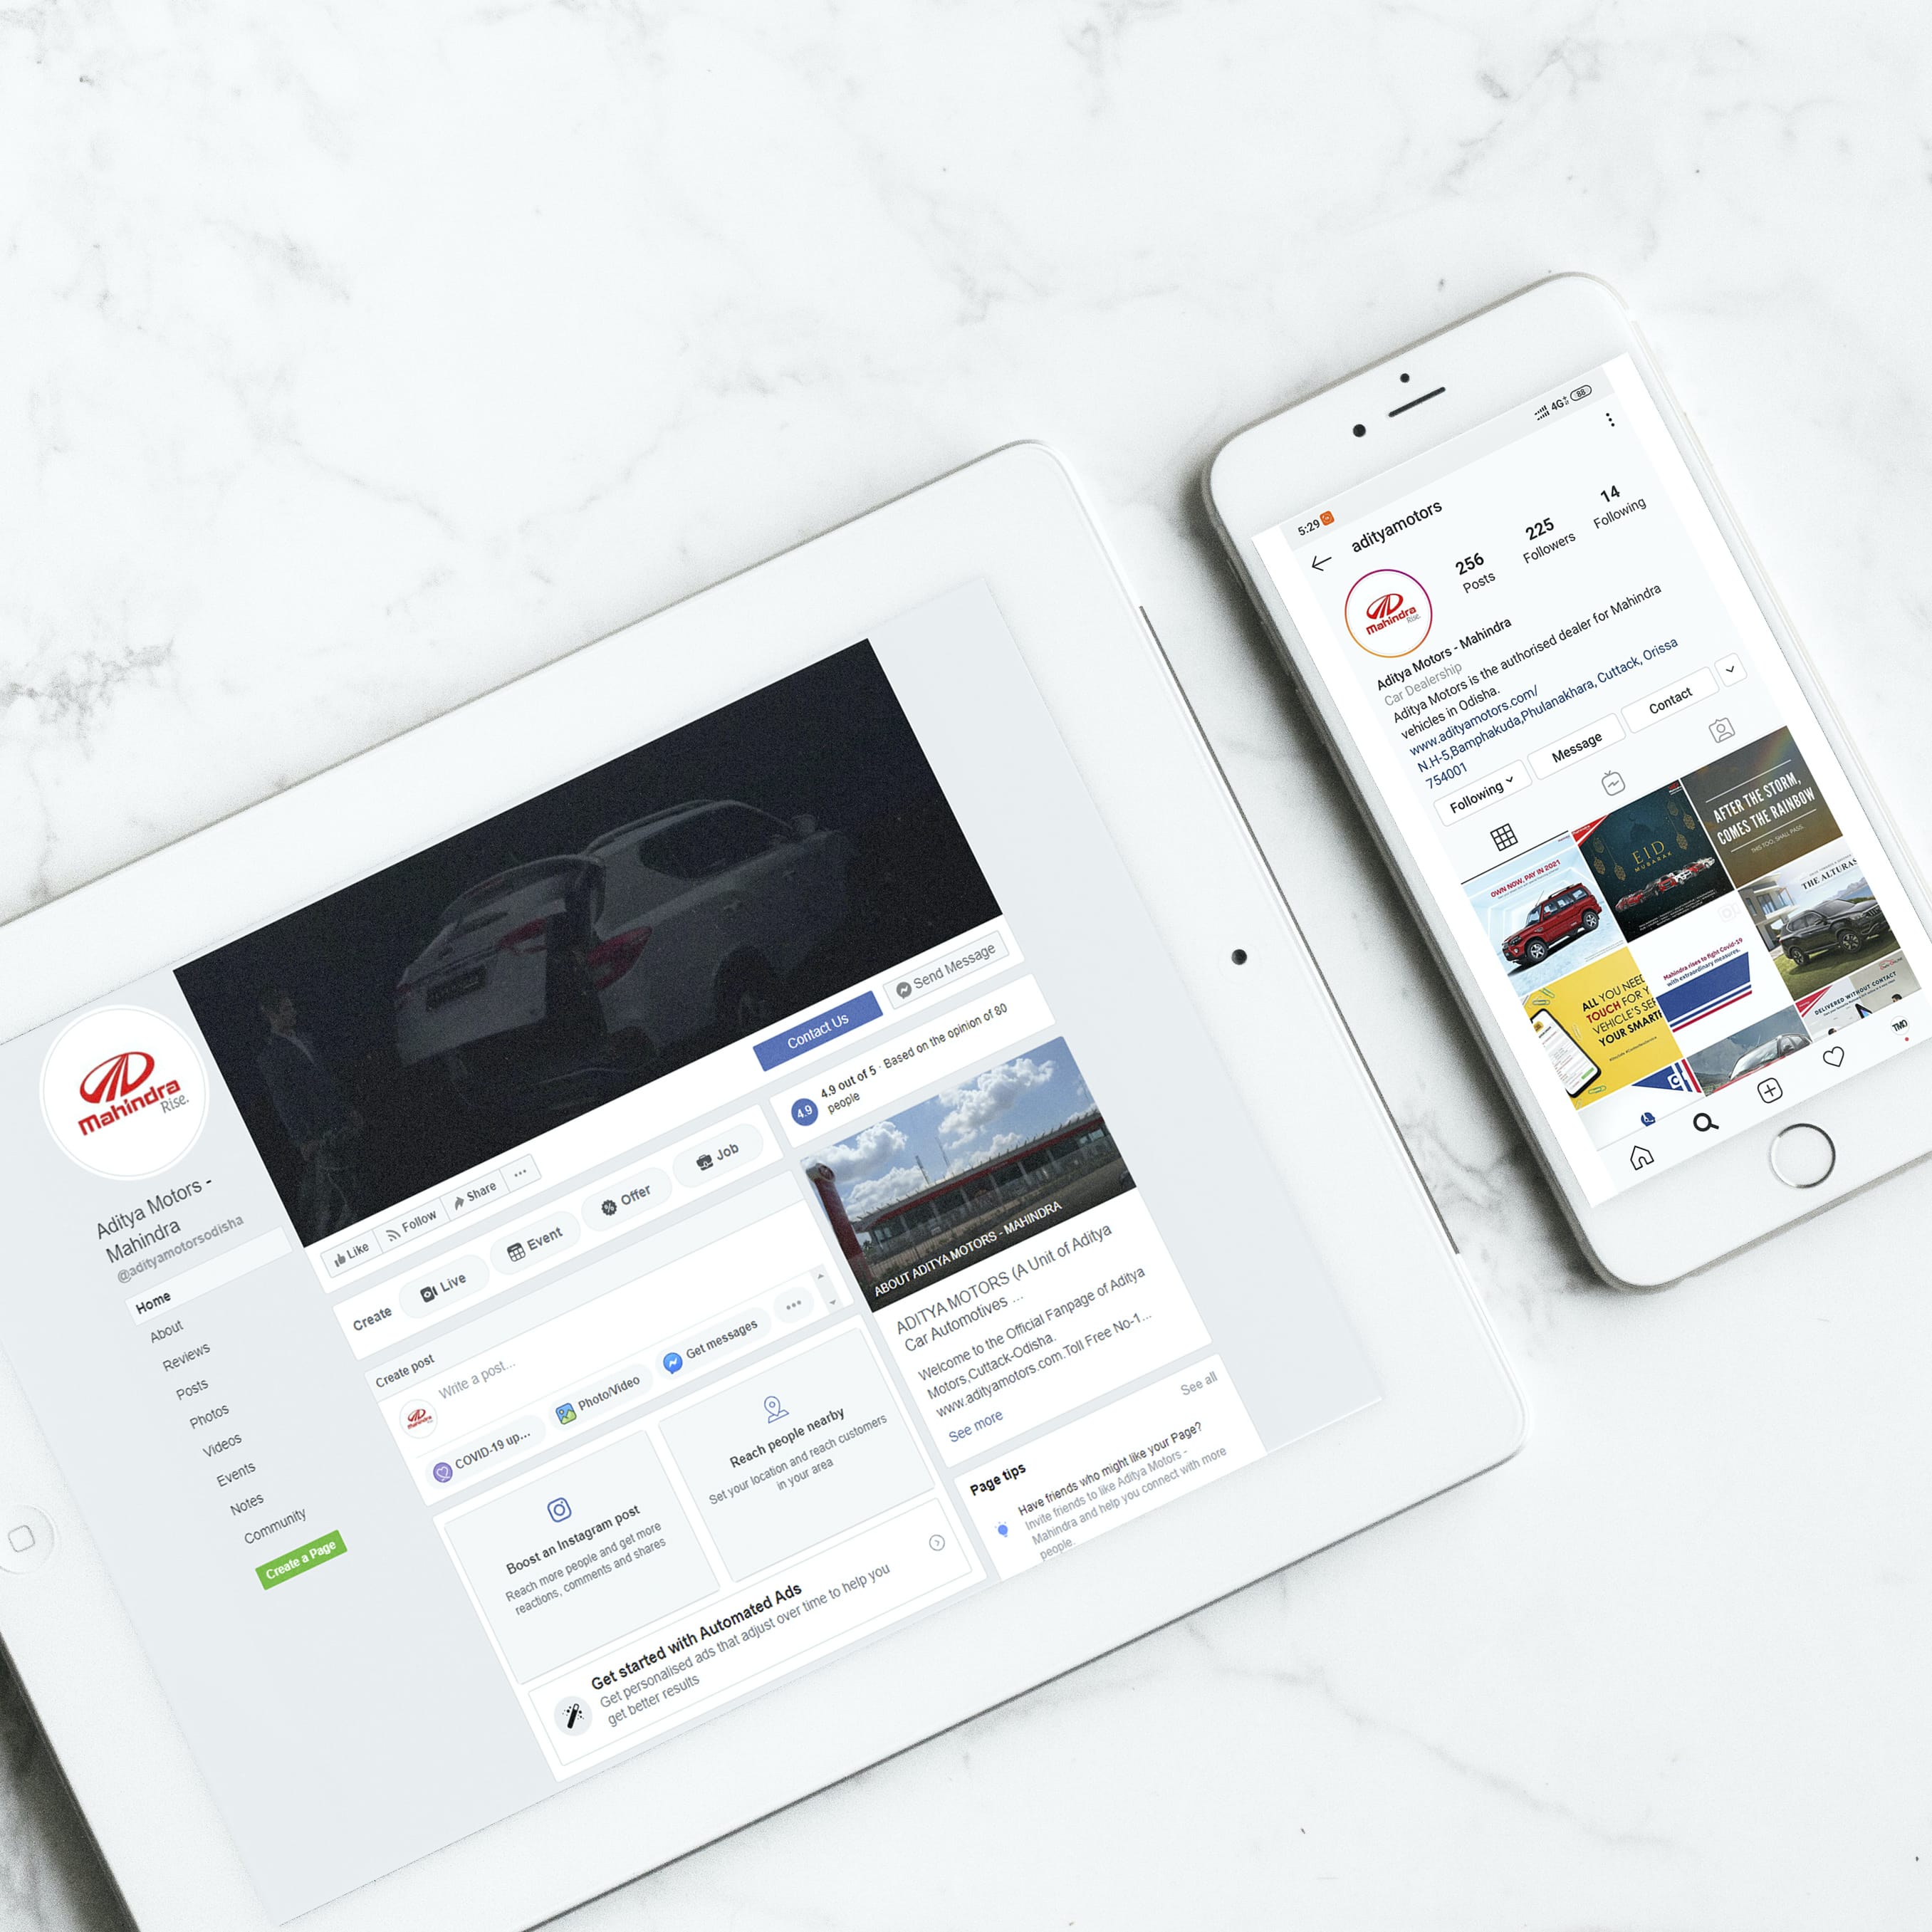 Mahindra
Rise.
Aditya Motors -
Mahindra
@adityamotorsodisha
Home
About
Reviews
Posts
Photos
Videos
Events
Notes
Community
Create a Page
Like
Follow
Share
Contact Us
Send Message
Create
Live
Event
Offer
Job
Create post
Write a post...
COVID-19 up...
Photo/Video
Get messages
Boost an Instagram post
Reach more people and get more
reactions, comments and shares
Reach people nearby
Set your location and reach customers
in your area
Get started with Automated Ads
Get personalised ads that adjust over time to help you
get better results
4.9
4.9 out of 5 · Based on the opinion of 80
people
ABOUT ADITYA MOTORS - MAHINDRA
ADITYA MOTORS (A Unit of Aditya
Car Automotives ...
Welcome to the Official Fanpage of Aditya
Motors,Cuttack-Odisha.
www.adityamotors.com.Toll Free No-1...
See more
See all
Page tips
Have friends who might like your Page?
Invite friends to like Aditya Motors -
Mahindra and help you connect with more
people.
5:29
4G+
88
adityamotors
Mahindra
Rise.
256
Posts
225
Followers
14
Following
Aditya Motors - Mahindra
Car Dealership
Aditya Motors is the authorised dealer for Mahindra
vehicles in Odisha.
www.adityamotors.com/
N.H-5,Bamphakuda,Phulanakhara, Cuttack, Orissa
754001
Following
Message
Contact
OWN NOW, PAY IN 2021
EID
MUBARAK
AFTER THE STORM,
COMES THE RAINBOW
THIS TOO, SHALL PASS.
ALL YOU NEED
TOUCH FOR Y
VEHICLE'S SE
YOUR SMART
Mahindra rises to fight Covid-19
with extraordinary measures.
THE ALTURAS
DELIVERED WITHOUT CONTACT
TMD